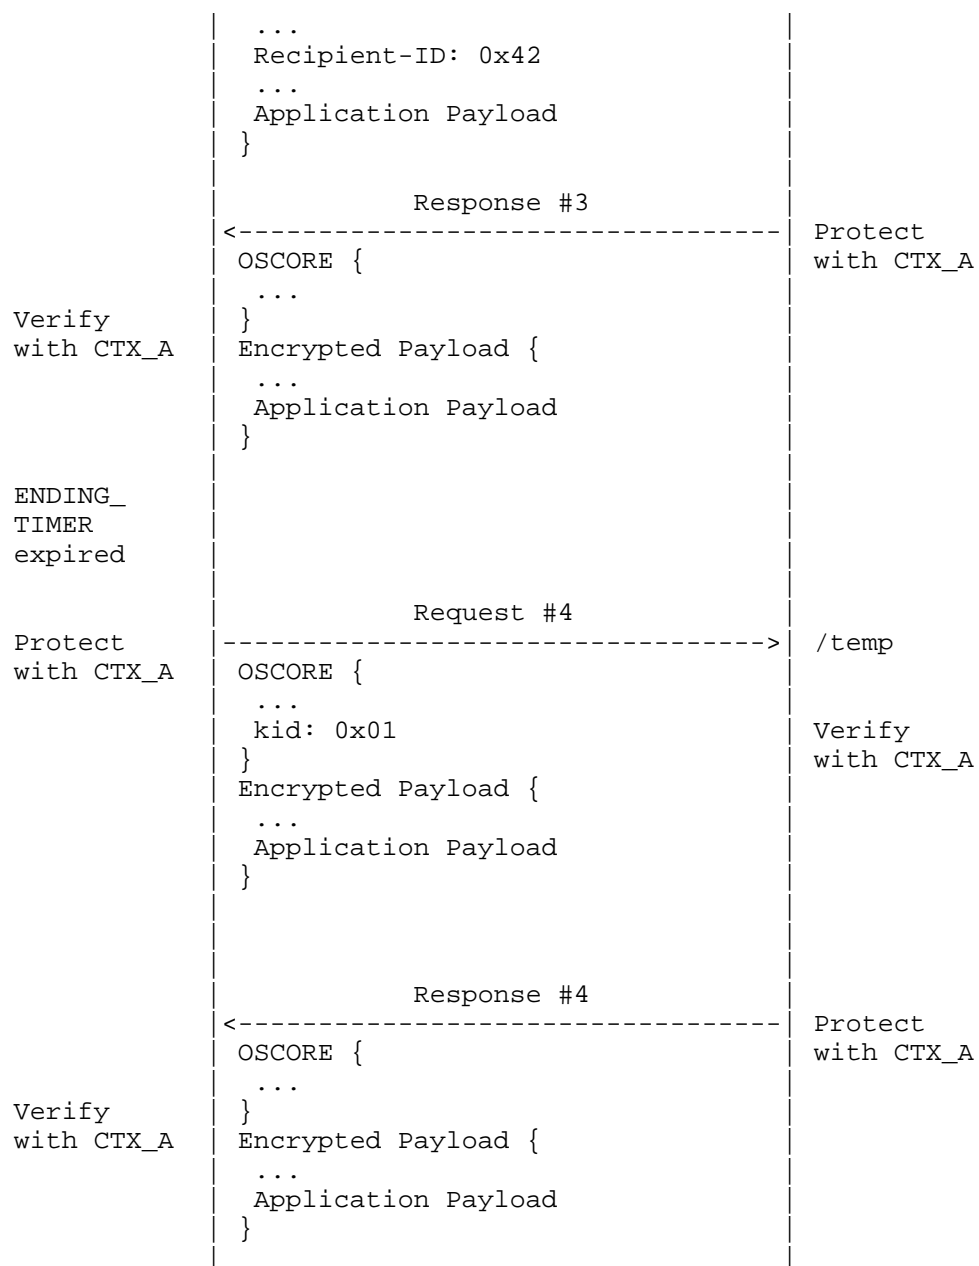 ...
Recipient-ID: 0x42
...
Application Payload
}
Response #3
<---------------------------------- Protect
OSCORE { with CTX_A
...
Verify }
with CTX_A Encrypted Payload {
...
Application Payload
}
ENDING_
TIMER
expired
Request #4
Protect ----------------------------------> /temp
with CTX_A OSCORE {
...
kid: 0x01 Verify
} with CTX_A
Encrypted Payload {
...
Application Payload
}
Response #4
<---------------------------------- Protect
OSCORE { with CTX_A
...
Verify }
with CTX_A Encrypted Payload {
...
Application Payload
}